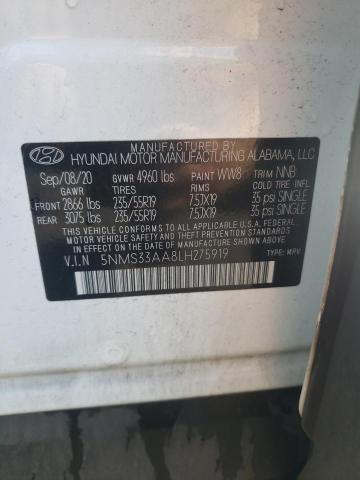 MANUFACTURED BY
HYUNDAI MOTOR MANUFACTURING ALABAMA, LLC
Sep/08/20 GVWR 4960 lbs PAINT WW8 TRIM NNB
GAWR TIRES RIMS COLD TIRE INFL
FRONT 2866 lbs 235/55R19 7.5JX19 35 psi SINGLE
REAR 3075 lbs 235/55R19 7.5JX19 35 psi SINGLE
THIS VEHICLE CONFORMS TO ALL APPLICABLE U.S.A. FEDERAL
MOTOR VEHICLE SAFETY STANDARDS
IN EFFECT ON THE DATE OF MANUFACTURE SHOWN ABOVE.
V.I.N 5NMS33AA8LH275919
TYPE: MPV